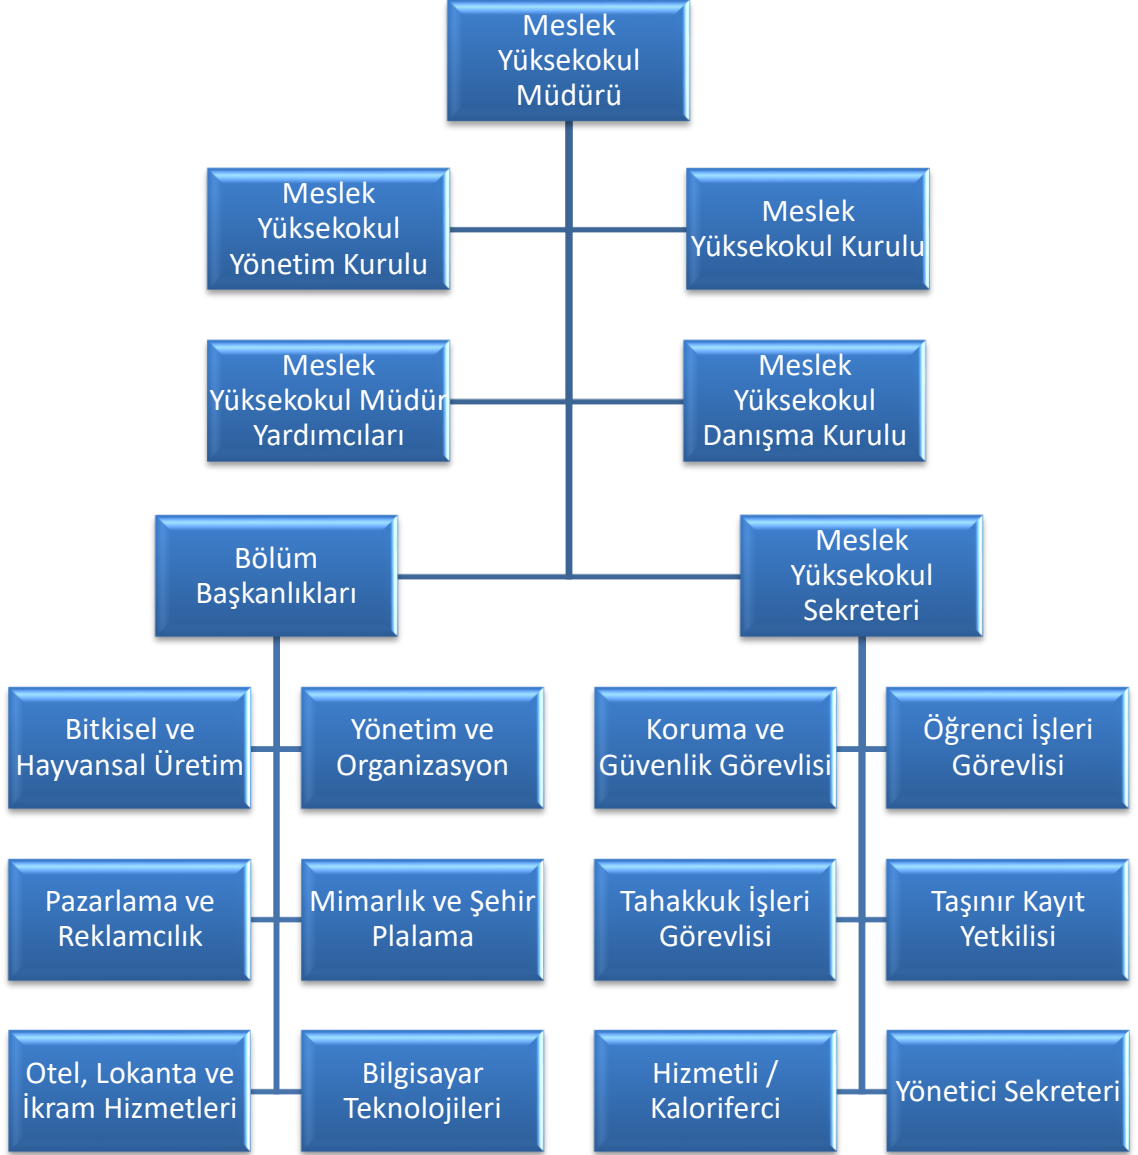 Meslek
Yüksekokul
Müdürü
Meslek
Yüksekokul
Yönetim Kurulu
Meslek
Yüksekokul Kurulu
Meslek
Yüksekokul Müdür
Yardımcıları
Meslek
Yüksekokul
Danışma Kurulu
Bölüm
Başkanlıkları
Meslek
Yüksekokul
Sekreteri
Bitkisel ve
Hayvansal Üretim
Yönetim ve
Organizasyon
Koruma ve
Güvenlik Görevlisi
Öğrenci İşleri
Görevlisi
Pazarlama ve
Reklamcılık
Mimarlık ve Şehir
Plalama
Tahakkuk İşleri
Görevlisi
Taşınır Kayıt
Yetkilisi
Otel, Lokanta ve
İkram Hizmetleri
Bilgisayar
Teknolojileri
Hizmetli /
Kaloriferci
Yönetici Sekreteri